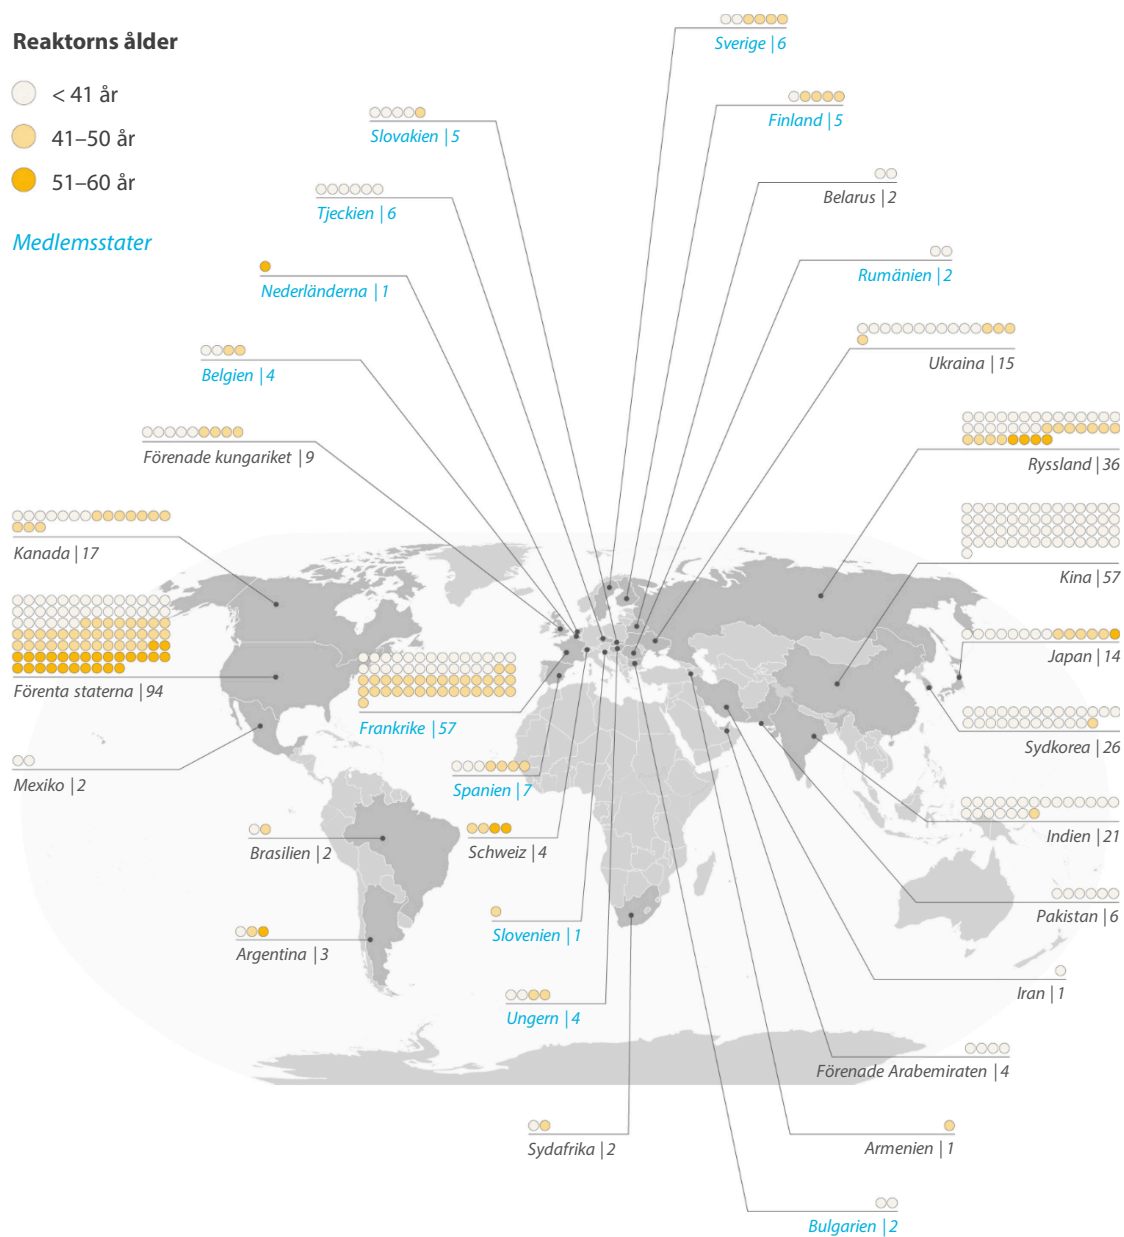 Reaktorns ålder
< 41 år
41–50 år
51–60 år
Medlemsstater
Sverige | 6
Finland | 5
Slovakien | 5
Belarus | 2
Tjeckien | 6
Rumänien | 2
Nederländerna | 1
Ukraina | 15
Belgien | 4
Förenade kungariket | 9
Ryssland | 36
Kanada | 17
Kina | 57
Förenta staterna | 94
Japan | 14
Frankrike | 57
Sydkorea | 26
Mexiko | 2
Spanien | 7
Indien | 21
Brasilien | 2
Schweiz | 4
Pakistan | 6
Slovenien | 1
Argentina | 3
Iran | 1
Ungern | 4
Förenade Arabemiraten | 4
Sydafrika | 2
Armenien | 1
Bulgarien | 2